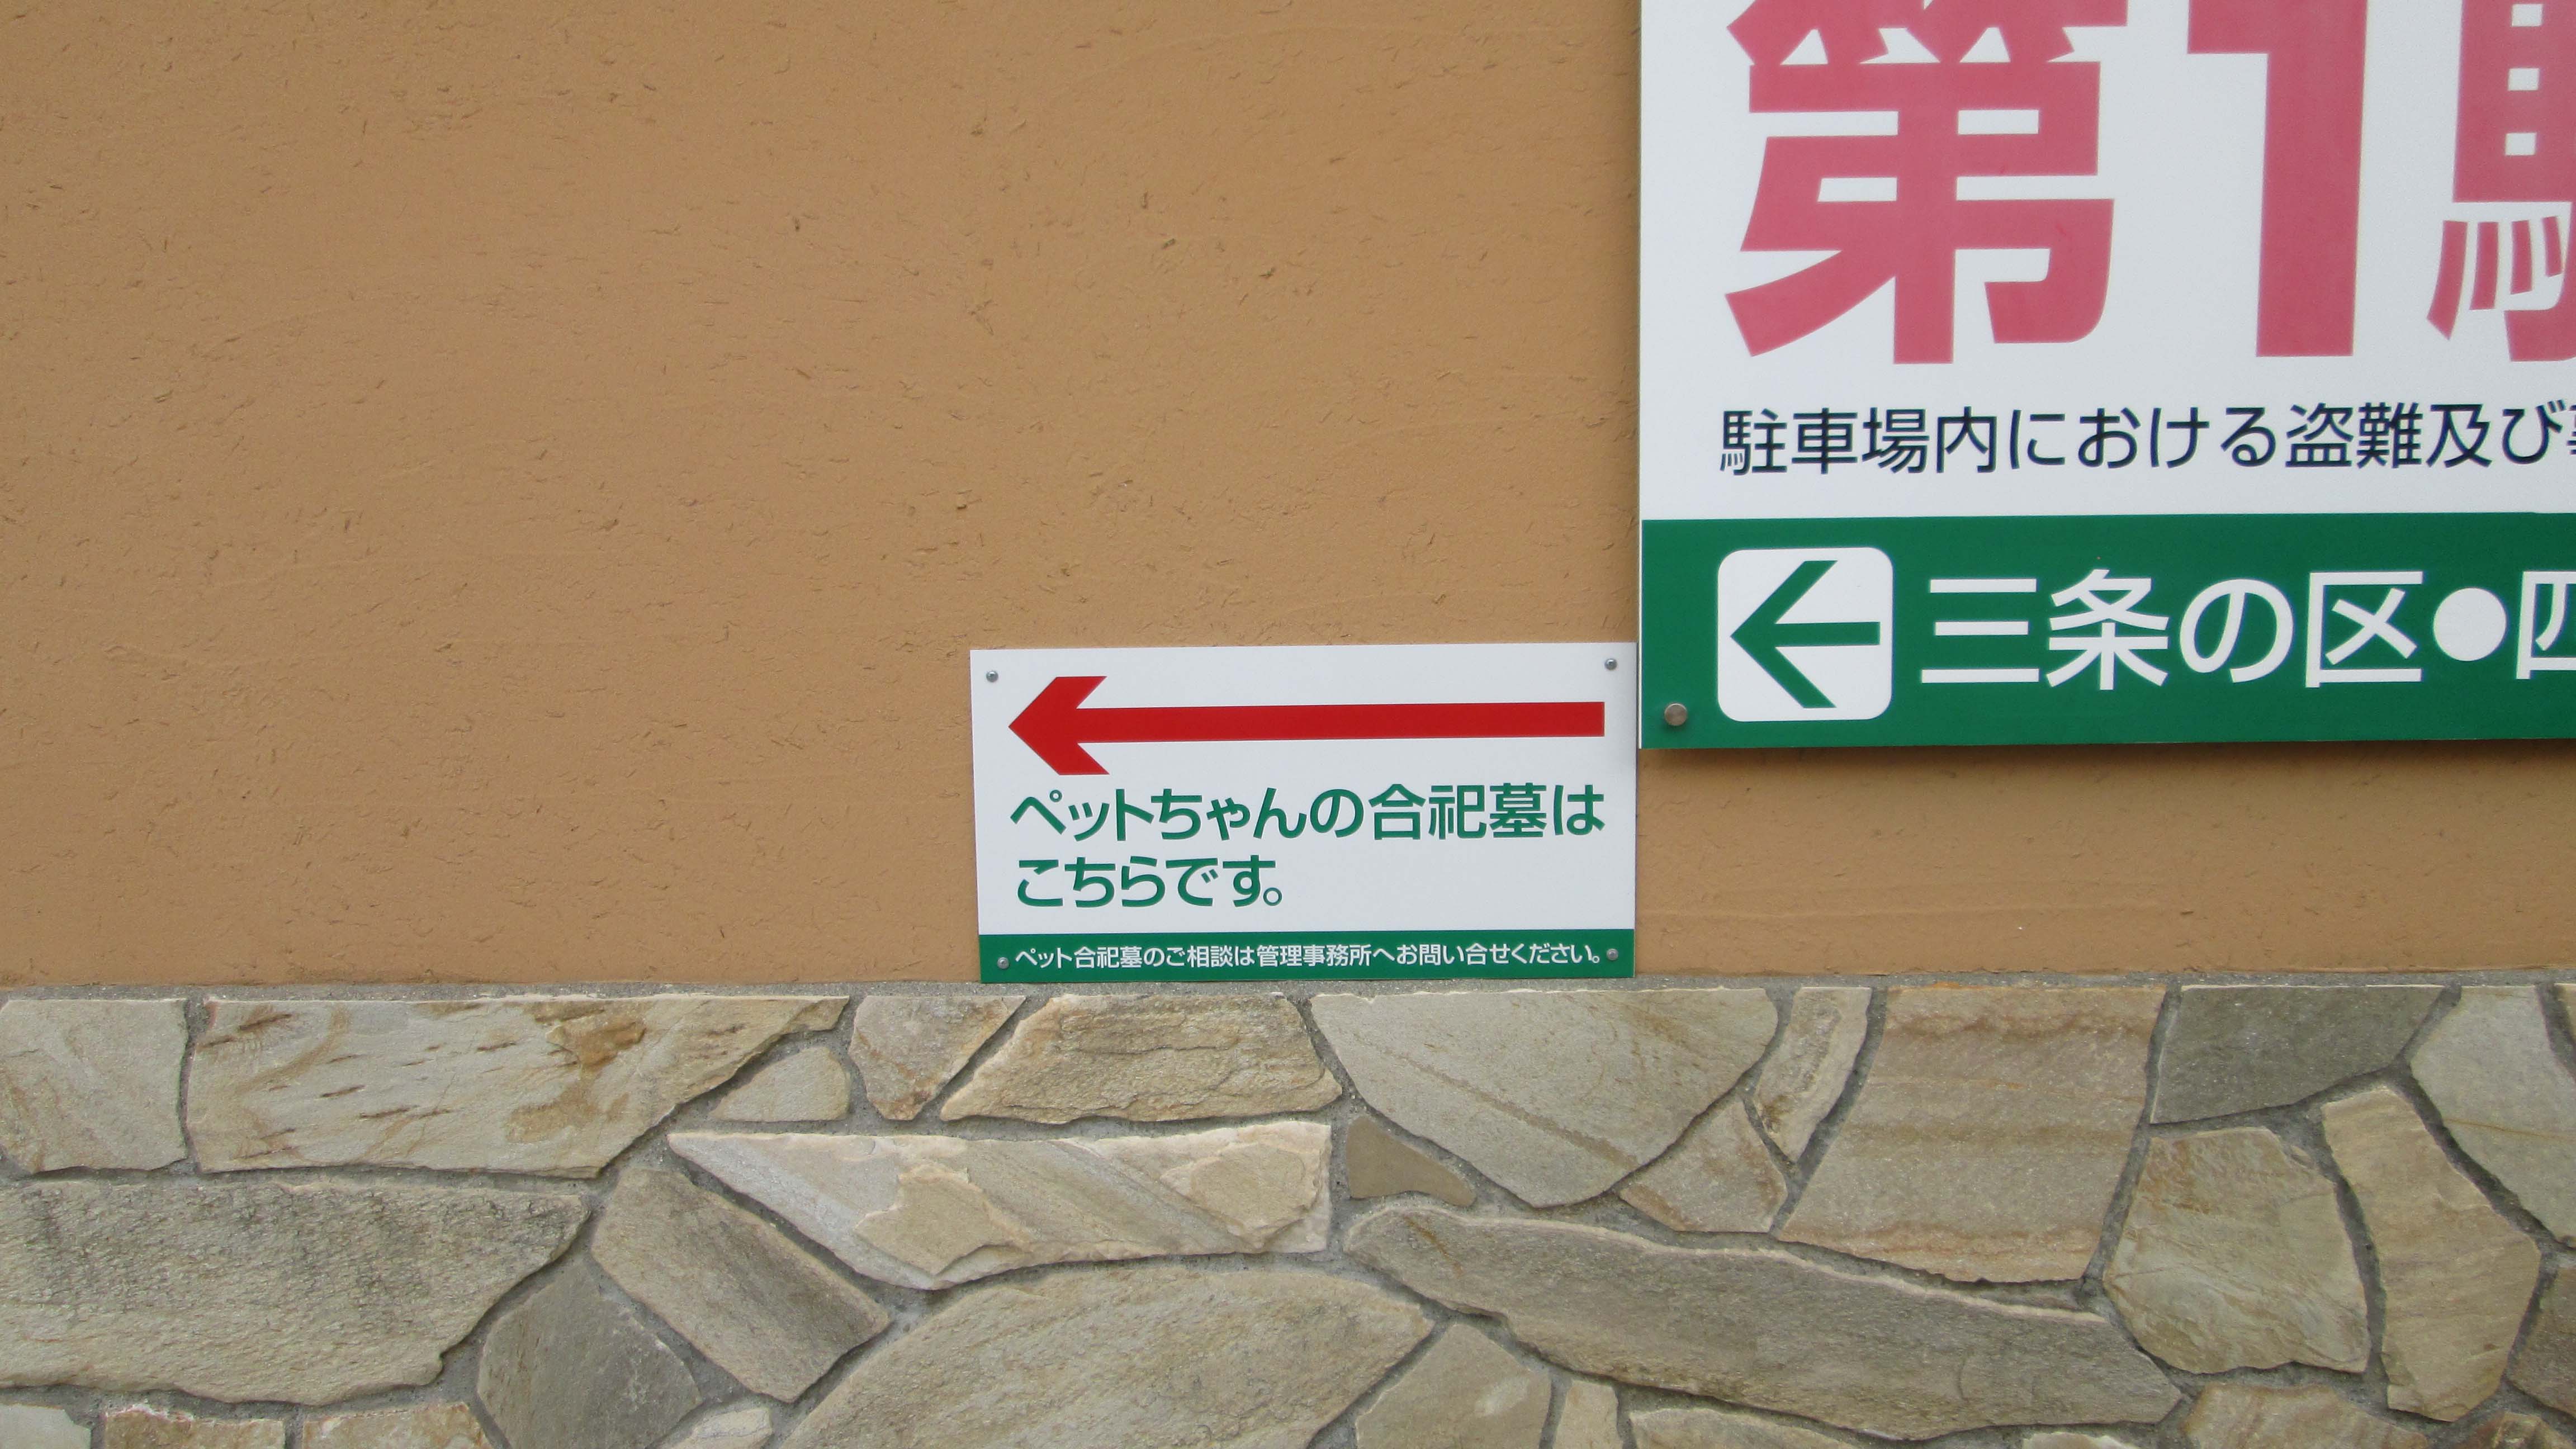 第1駐
駐車場内における盗難及び事
三条の区●四
ペットちゃんの合祀墓は
こちらです。
ペット合祀墓のご相談は管理事務所へお問い合せください。